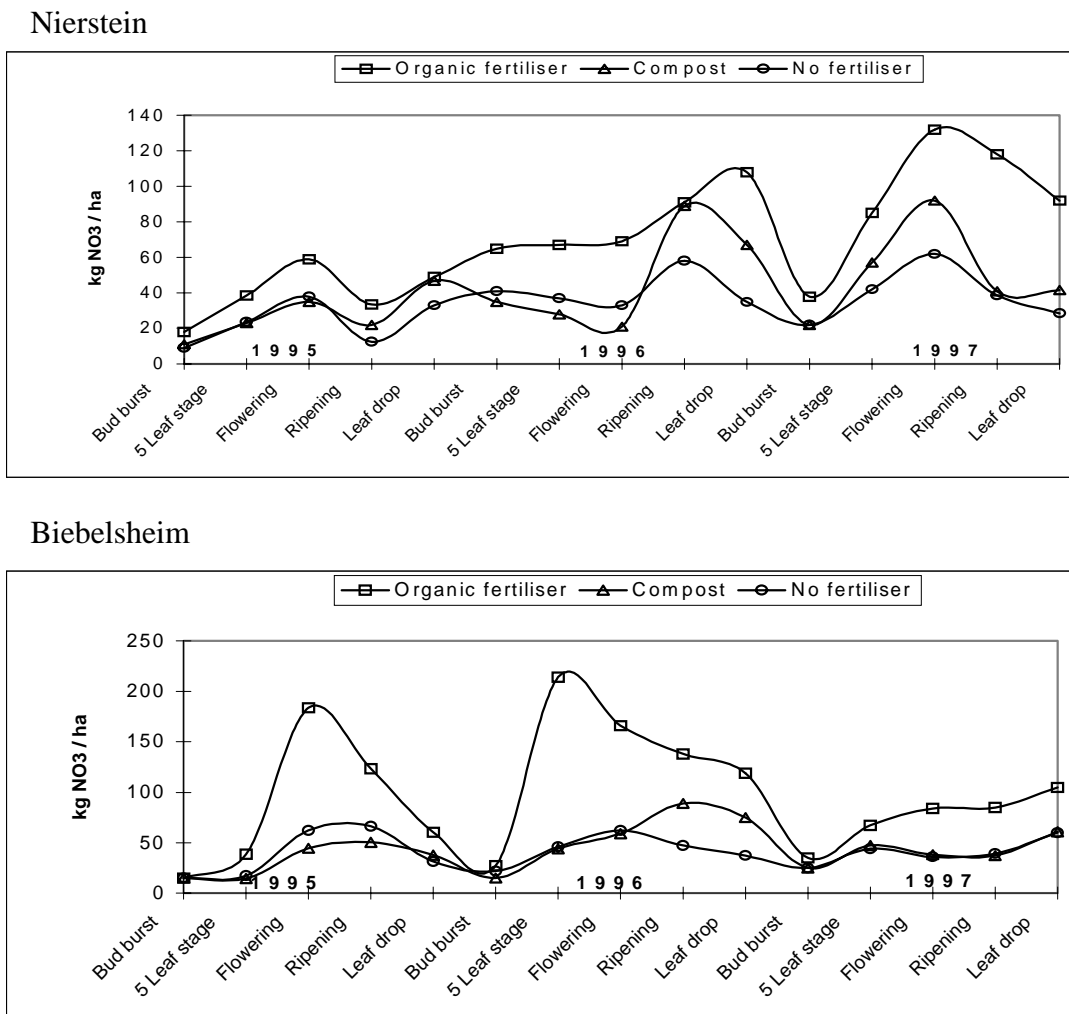 Nierstein
Organic fertiliser Compost No fertiliser
140
120
100
80
60
40
20
0
kg NO3 / ha
1995 1996 1997
Bud burst
5 Leaf stage
Flowering
Ripening
Leaf drop
Bud burst
5 Leaf stage
Flowering
Ripening
Leaf drop
Bud burst
5 Leaf stage
Flowering
Ripening
Leaf drop
Biebelsheim
Organic fertiliser Compost No fertiliser
250
200
150
100
50
0
kg NO3 / ha
1995 1996 1997
Bud burst
5 Leaf stage
Flowering
Ripening
Leaf drop
Bud burst
5 Leaf stage
Flowering
Ripening
Leaf drop
Bud burst
5 Leaf stage
Flowering
Ripening
Leaf drop